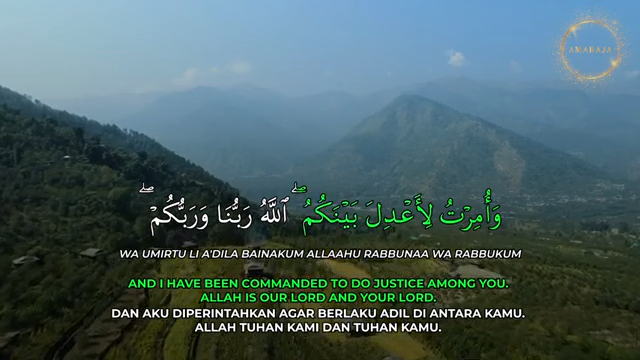 AMARAJA
وَأُمِرْتُ لِأَعْدِلَ بَيْنَكُمُ ۖ ٱللَّهُ رَبُّنَا وَرَبُّكُمْ ۖ
WA UMIRTU LI A'DILA BAINAKUM ALLAAHU RABBUNAA WA RABBUKUM
AND I HAVE BEEN COMMANDED TO DO JUSTICE AMONG YOU.
ALLAH IS OUR LORD AND YOUR LORD.
DAN AKU DIPERINTAHKAN AGAR BERLAKU ADIL DI ANTARA KAMU.
ALLAH TUHAN KAMI DAN TUHAN KAMU.